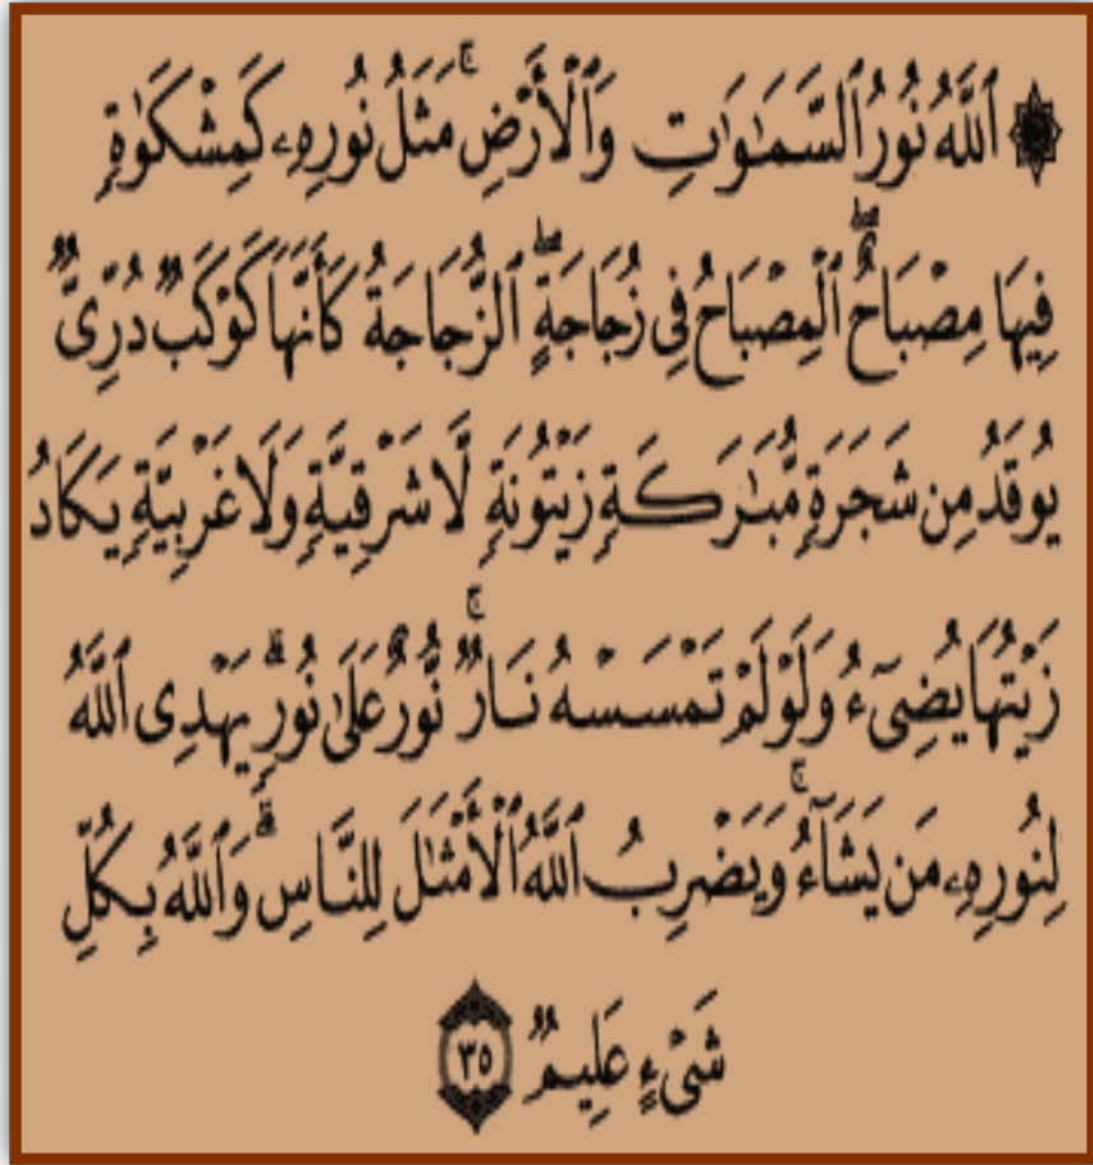 ۞ ٱللَّهُ نُورُ ٱلسَّمَٰوَٰتِ وَٱلْأَرْضِ ۚ مَثَلُ نُورِهِۦ كَمِشْكَوٰةٍ
فِيهَا مِصْبَاحٌ ۖ ٱلْمِصْبَاحُ فِى زُجَاجَةٍ ۖ ٱلزُّجَاجَةُ كَأَنَّهَا كَوْكَبٌ دُرِّىٌّ
يُوقَدُ مِن شَجَرَةٍ مُّبَٰرَكَةٍ زَيْتُونَةٍ لَّا شَرْقِيَّةٍ وَلَا غَرْبِيَّةٍ يَكَادُ
زَيْتُهَا يُضِىٓءُ وَلَوْ لَمْ تَمْسَسْهُ نَارٌ ۚ نُّورٌ عَلَىٰ نُورٍ ۗ يَهْدِى ٱللَّهُ
لِنُورِهِۦ مَن يَشَآءُ ۚ وَيَضْرِبُ ٱللَّهُ ٱلْأَمْثَٰلَ لِلنَّاسِ ۗ وَٱللَّهُ بِكُلِّ
شَىْءٍ عَلِيمٌ ٣٥